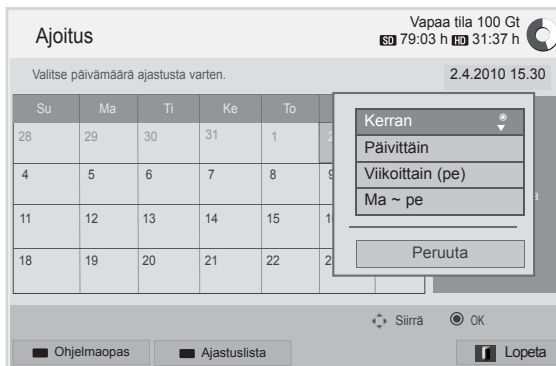 Ajoitus
Vapaa tila 100 Gt
SD 79:03 h HD 31:37 h
Valitse päivämäärä ajastusta varten.
2.4.2010 15.30
Su Ma Ti Ke To
28 29 30 31 1
4 5 6 7 8
11 12 13 14 15
18 19 20 21 22
Kerran
Päivittäin
Viikoittain (pe)
Ma ~ pe
Peruuta
Siirrä OK
Ohjelmaopas Ajastuslista Lopeta